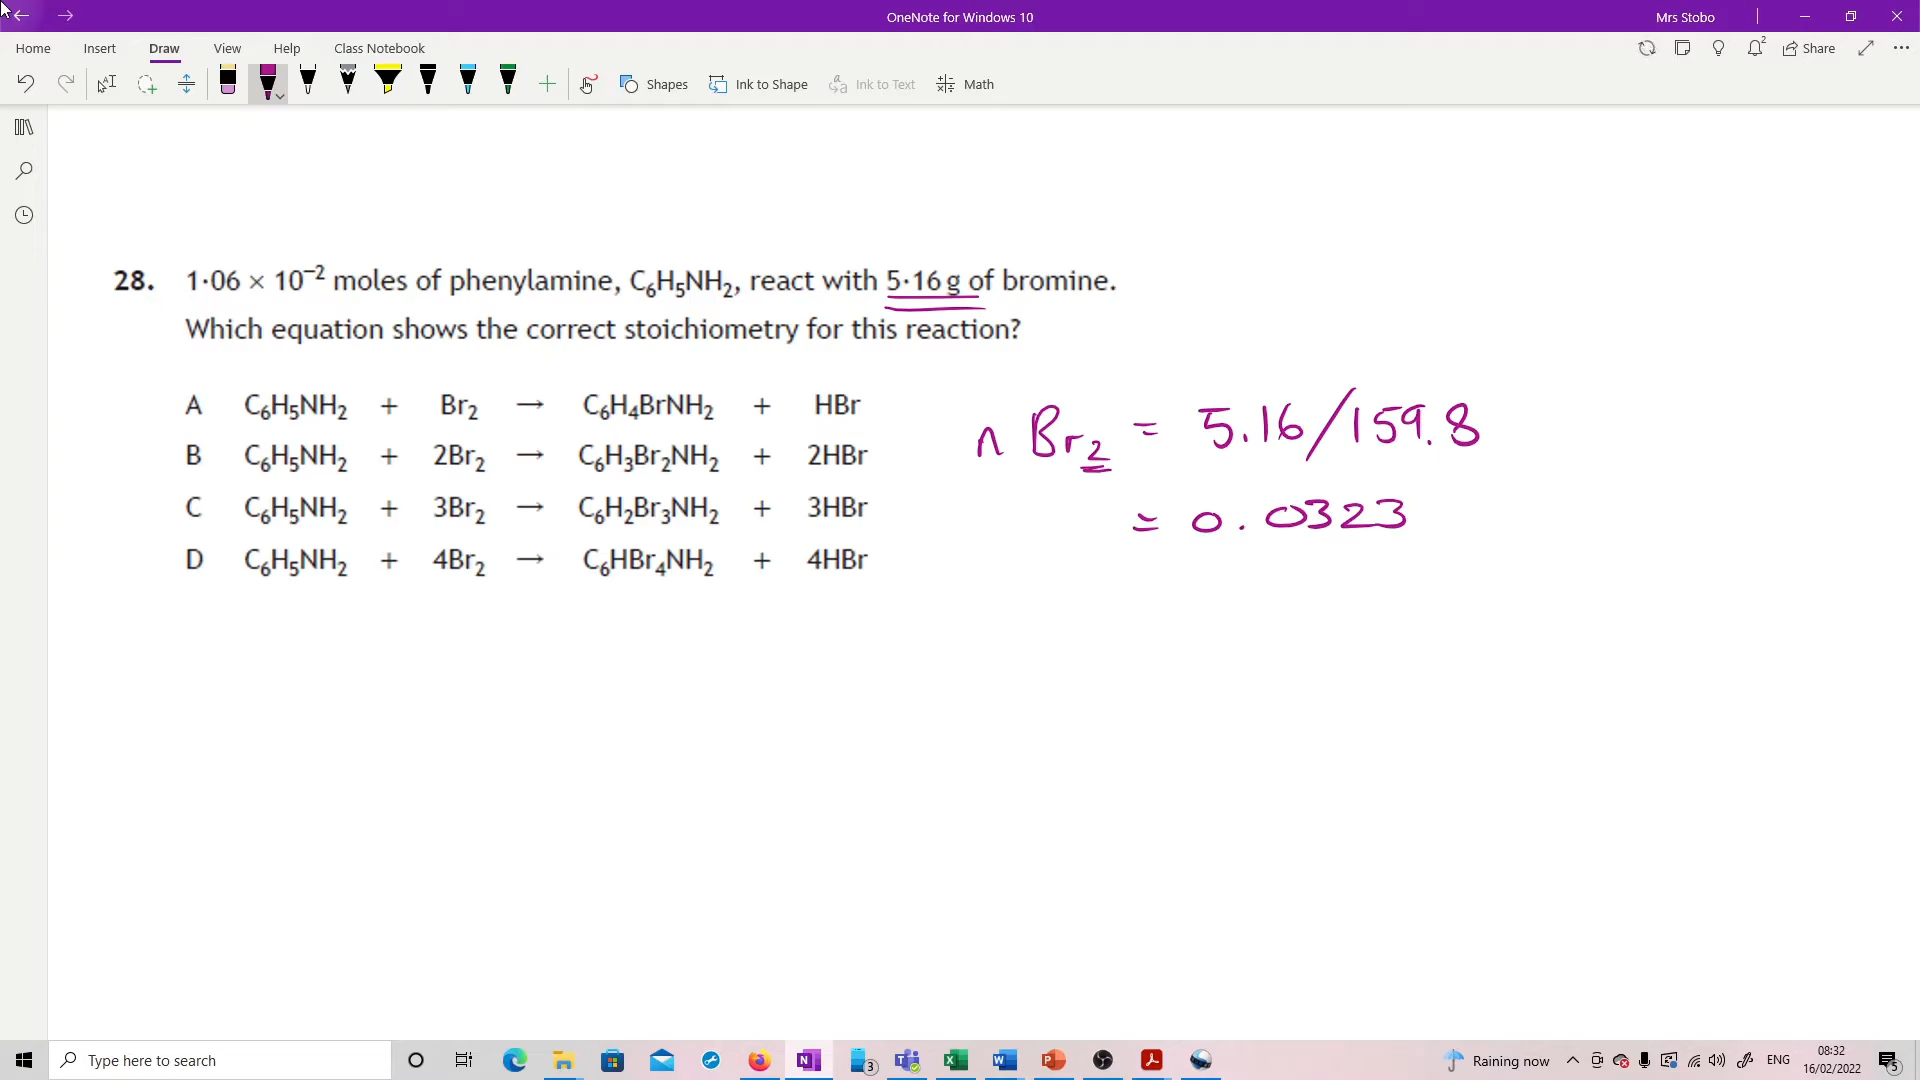 OneNote for Windows 10
Mrs Stobo
Home Insert Draw View Help Class Notebook
2
Share
Shapes Ink to Shape Ink to Text Math
28. 1·06 × 10⁻² moles of phenylamine, C₆H₅NH₂, react with 5·16 g of bromine.
Which equation shows the correct stoichiometry for this reaction?
A C₆H₅NH₂ + Br₂ → C₆H₄BrNH₂ + HBr
B C₆H₅NH₂ + 2Br₂ → C₆H₃Br₂NH₂ + 2HBr
C C₆H₅NH₂ + 3Br₂ → C₆H₂Br₃NH₂ + 3HBr
D C₆H₅NH₂ + 4Br₂ → C₆HBr₄NH₂ + 4HBr
n Br₂ = 5.16/159.8
= 0.0323
Type here to search
3
Raining now
ENG
08:32
16/02/2022
5